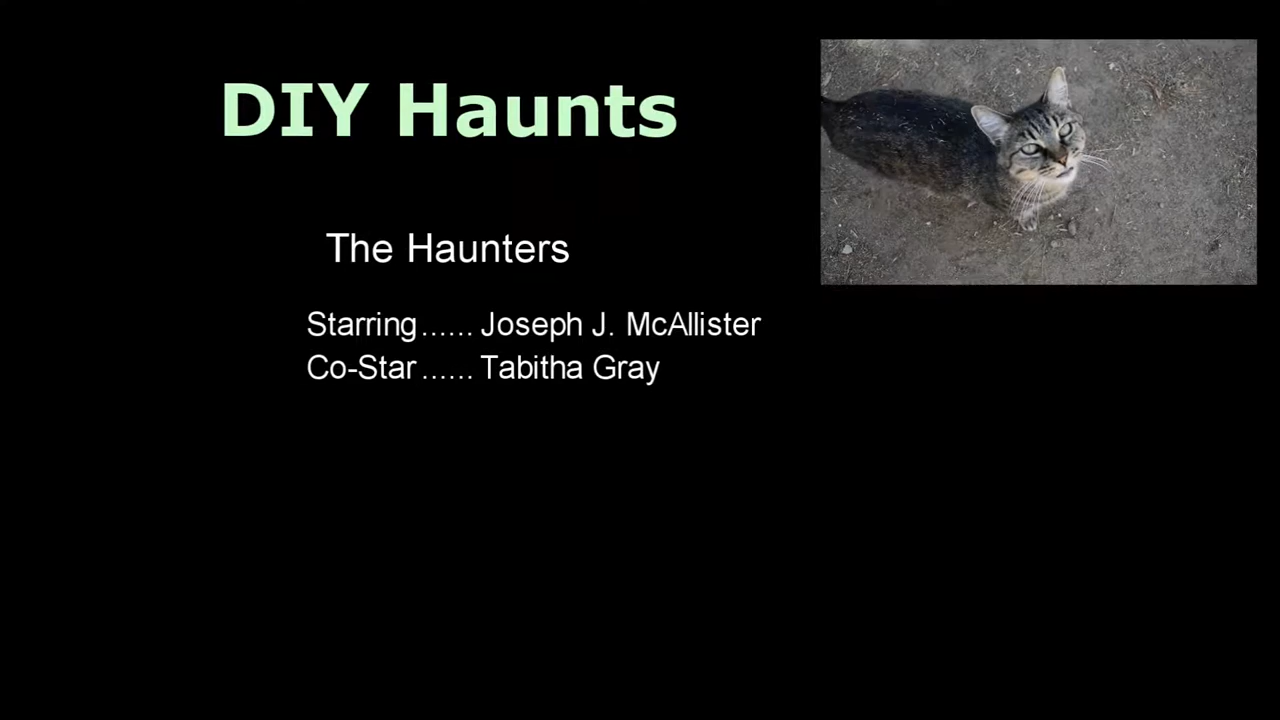 DIY Haunts
The Haunters
Starring ...... Joseph J. McAllister
Co-Star ...... Tabitha Gray